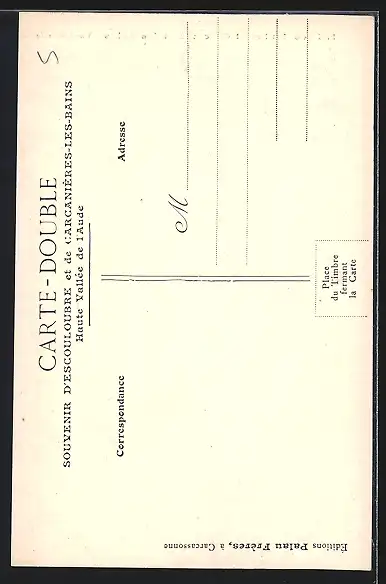 5
CARTE-DOUBLE
SOUVENIR D'ESCOULOUBRE et de CARCANIÈRES-LES-BAINS
Haute Vallée de l'Aude
Correspondance
Adresse
M
Place
du Timbre
fermant
la Carte
Éditions Palau Frères, à Carcassonne